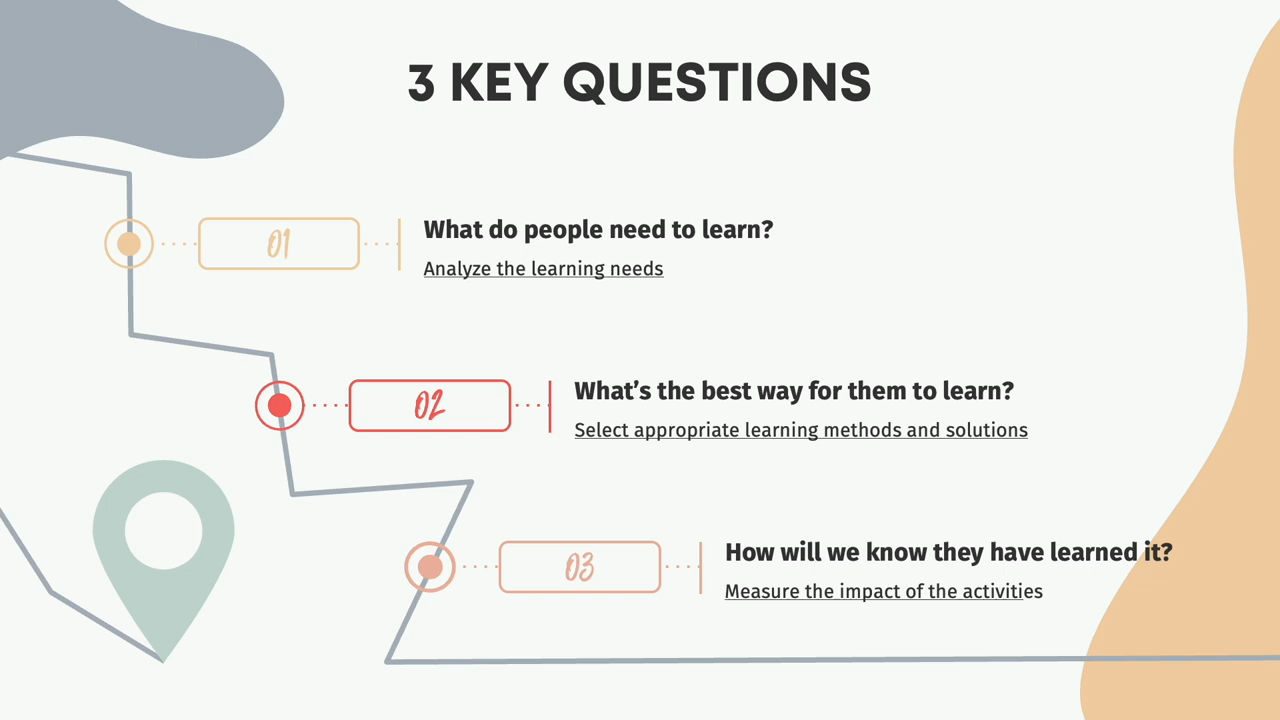 3 KEY QUESTIONS
01
What do people need to learn?
Analyze the learning needs
02
What’s the best way for them to learn?
Select appropriate learning methods and solutions
03
How will we know they have learned it?
Measure the impact of the activities